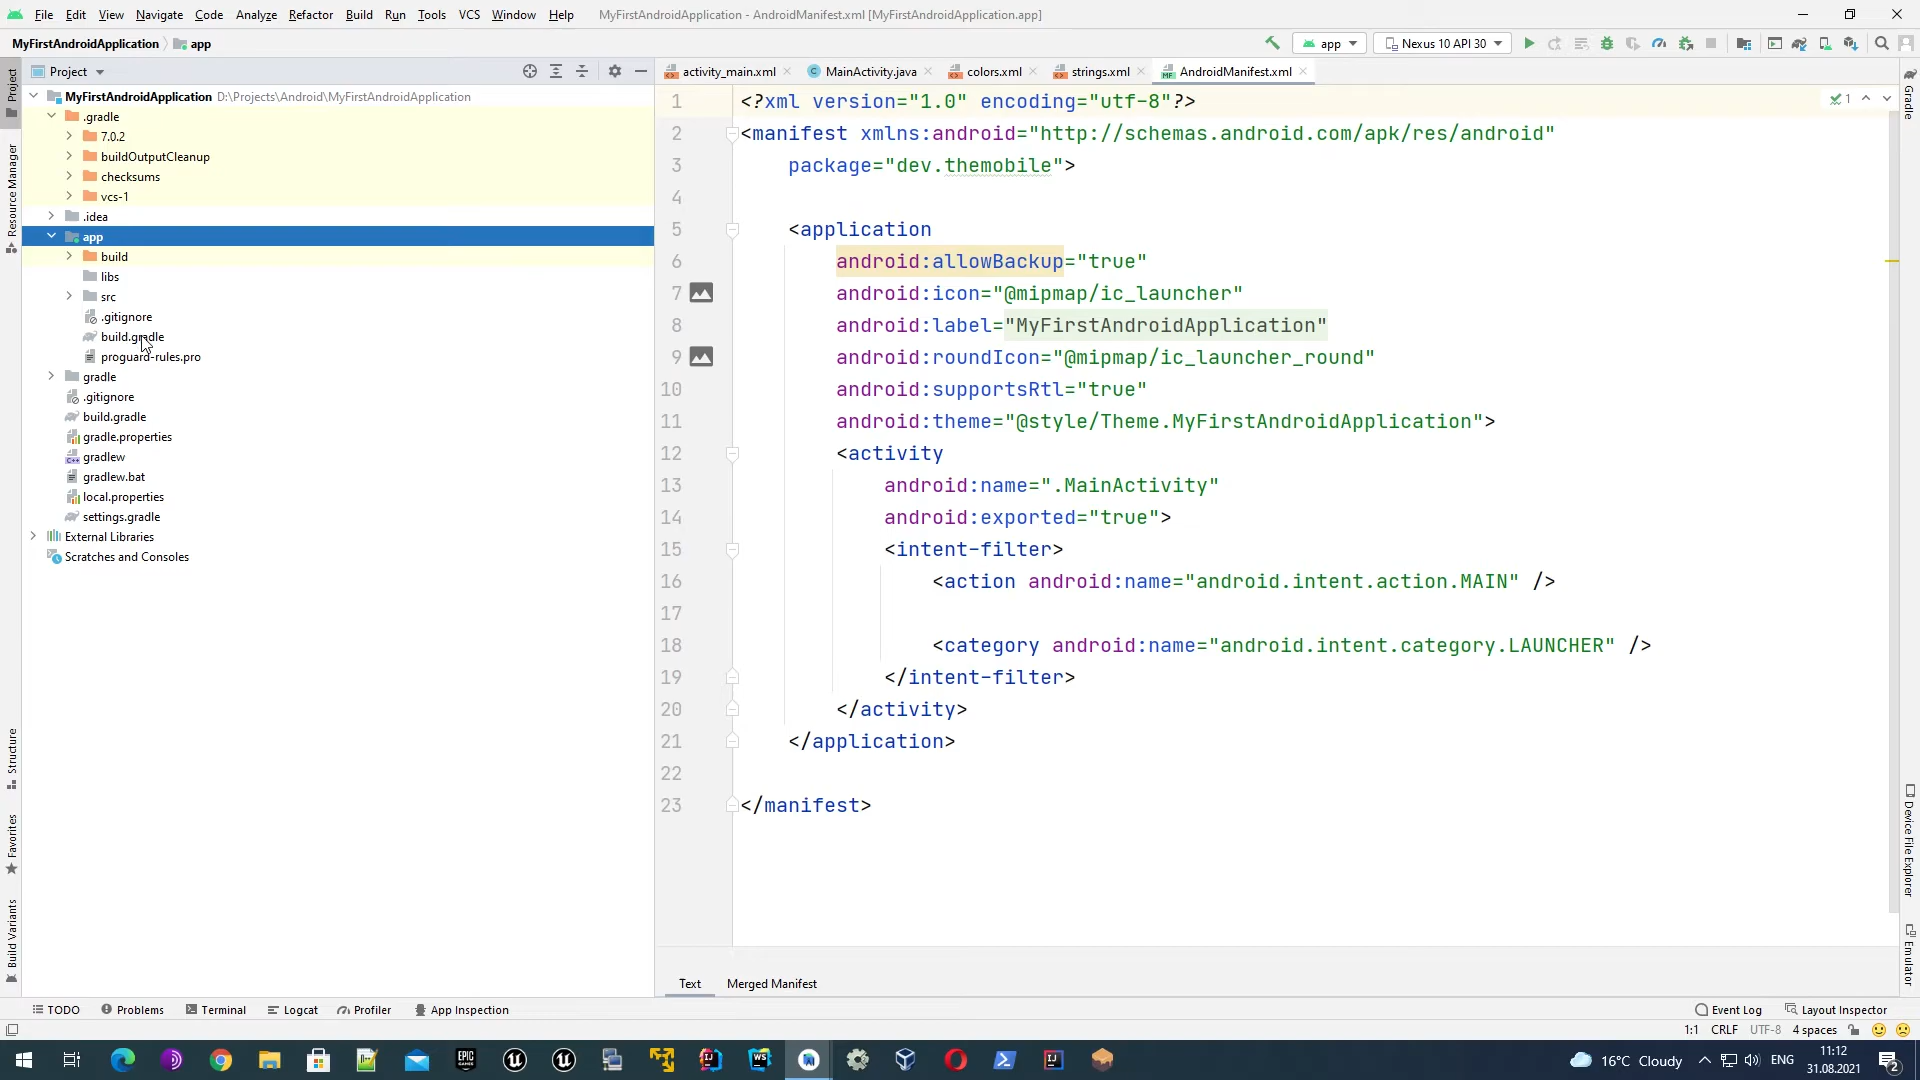 File Edit View Navigate Code Analyze Refactor Build Run Tools VCS Window Help MyFirstAndroidApplication - AndroidManifest.xml [MyFirstAndroidApplication.app]
MyFirstAndroidApplication app
app Nexus 10 API 30
Project
activity_main.xml MainActivity.java colors.xml strings.xml AndroidManifest.xml
MyFirstAndroidApplication D:\Projects\Android\MyFirstAndroidApplication
.gradle
7.0.2
buildOutputCleanup
checksums
vcs-1
.idea
app
build
libs
src
.gitignore
build.gradle
proguard-rules.pro
gradle
.gitignore
build.gradle
gradle.properties
gradlew
gradlew.bat
local.properties
settings.gradle
External Libraries
Scratches and Consoles
Project
Resource Manager
Structure
Favorites
Build Variants
1 <?xml version="1.0" encoding="utf-8"?>
2 <manifest xmlns:android="http://schemas.android.com/apk/res/android"
3 package="dev.themobile">
4
5 <application
6 android:allowBackup="true"
7 android:icon="@mipmap/ic_launcher"
8 android:label="MyFirstAndroidApplication"
9 android:roundIcon="@mipmap/ic_launcher_round"
10 android:supportsRtl="true"
11 android:theme="@style/Theme.MyFirstAndroidApplication">
12 <activity
13 android:name=".MainActivity"
14 android:exported="true">
15 <intent-filter>
16 <action android:name="android.intent.action.MAIN" />
17
18 <category android:name="android.intent.category.LAUNCHER" />
19 </intent-filter>
20 </activity>
21 </application>
22
23 </manifest>
1
Gradle
Device File Explorer
Emulator
Text Merged Manifest
TODO Problems Terminal Logcat Profiler App Inspection Event Log Layout Inspector
1:1 CRLF UTF-8 4 spaces
16°C Cloudy ENG 11:12
31.08.2021 2